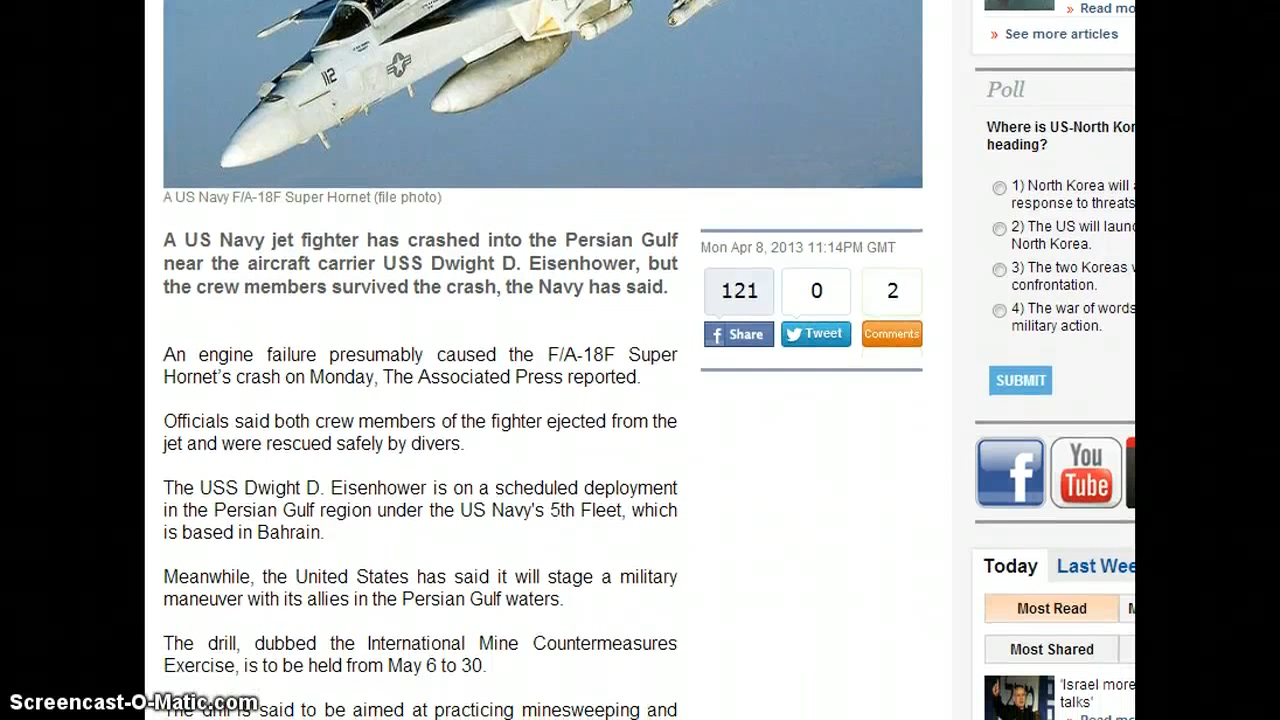 112
A US Navy F/A-18F Super Hornet (file photo)
A US Navy jet fighter has crashed into the Persian Gulf
near the aircraft carrier USS Dwight D. Eisenhower, but
the crew members survived the crash, the Navy has said.
An engine failure presumably caused the F/A-18F Super
Hornet’s crash on Monday, The Associated Press reported.
Officials said both crew members of the fighter ejected from the
jet and were rescued safely by divers.
The USS Dwight D. Eisenhower is on a scheduled deployment
in the Persian Gulf region under the US Navy's 5th Fleet, which
is based in Bahrain.
Meanwhile, the United States has said it will stage a military
maneuver with its allies in the Persian Gulf waters.
The drill, dubbed the International Mine Countermeasures
Exercise, is to be held from May 6 to 30.
The drill is said to be aimed at practicing minesweeping and
Mon Apr 8, 2013 11:14PM GMT
121 0 2
f Share Tweet Comments
» Read mo
» See more articles
Poll
Where is US-North Kor
heading?
1) North Korea will
response to threats
2) The US will laun
North Korea.
3) The two Koreas
confrontation.
4) The war of words
military action.
SUBMIT
f You
Tube
Today Last Wee
Most Read M
Most Shared
'Israel more
talks'
» Read mo
Screencast-O-Matic.com